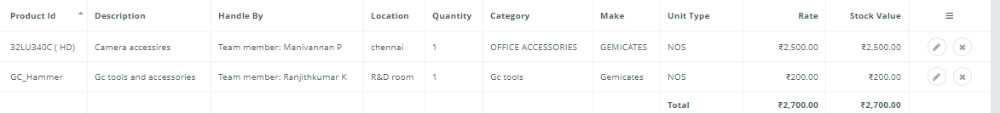 Product Id Description Handle By Location Quantity Category Make Unit Type Rate Stock Value
32LU340C ( HD) Camera accessires Team member: Manivannan P chennai 1 OFFICE ACCESSORIES GEMICATES NOS ₹2,500.00 ₹2,500.00
GC_Hammer Gc tools and accessories Team member: Ranjithkumar K R&D room 1 Gc tools Gemicates NOS ₹200.00 ₹200.00
Total ₹2,700.00 ₹2,700.00